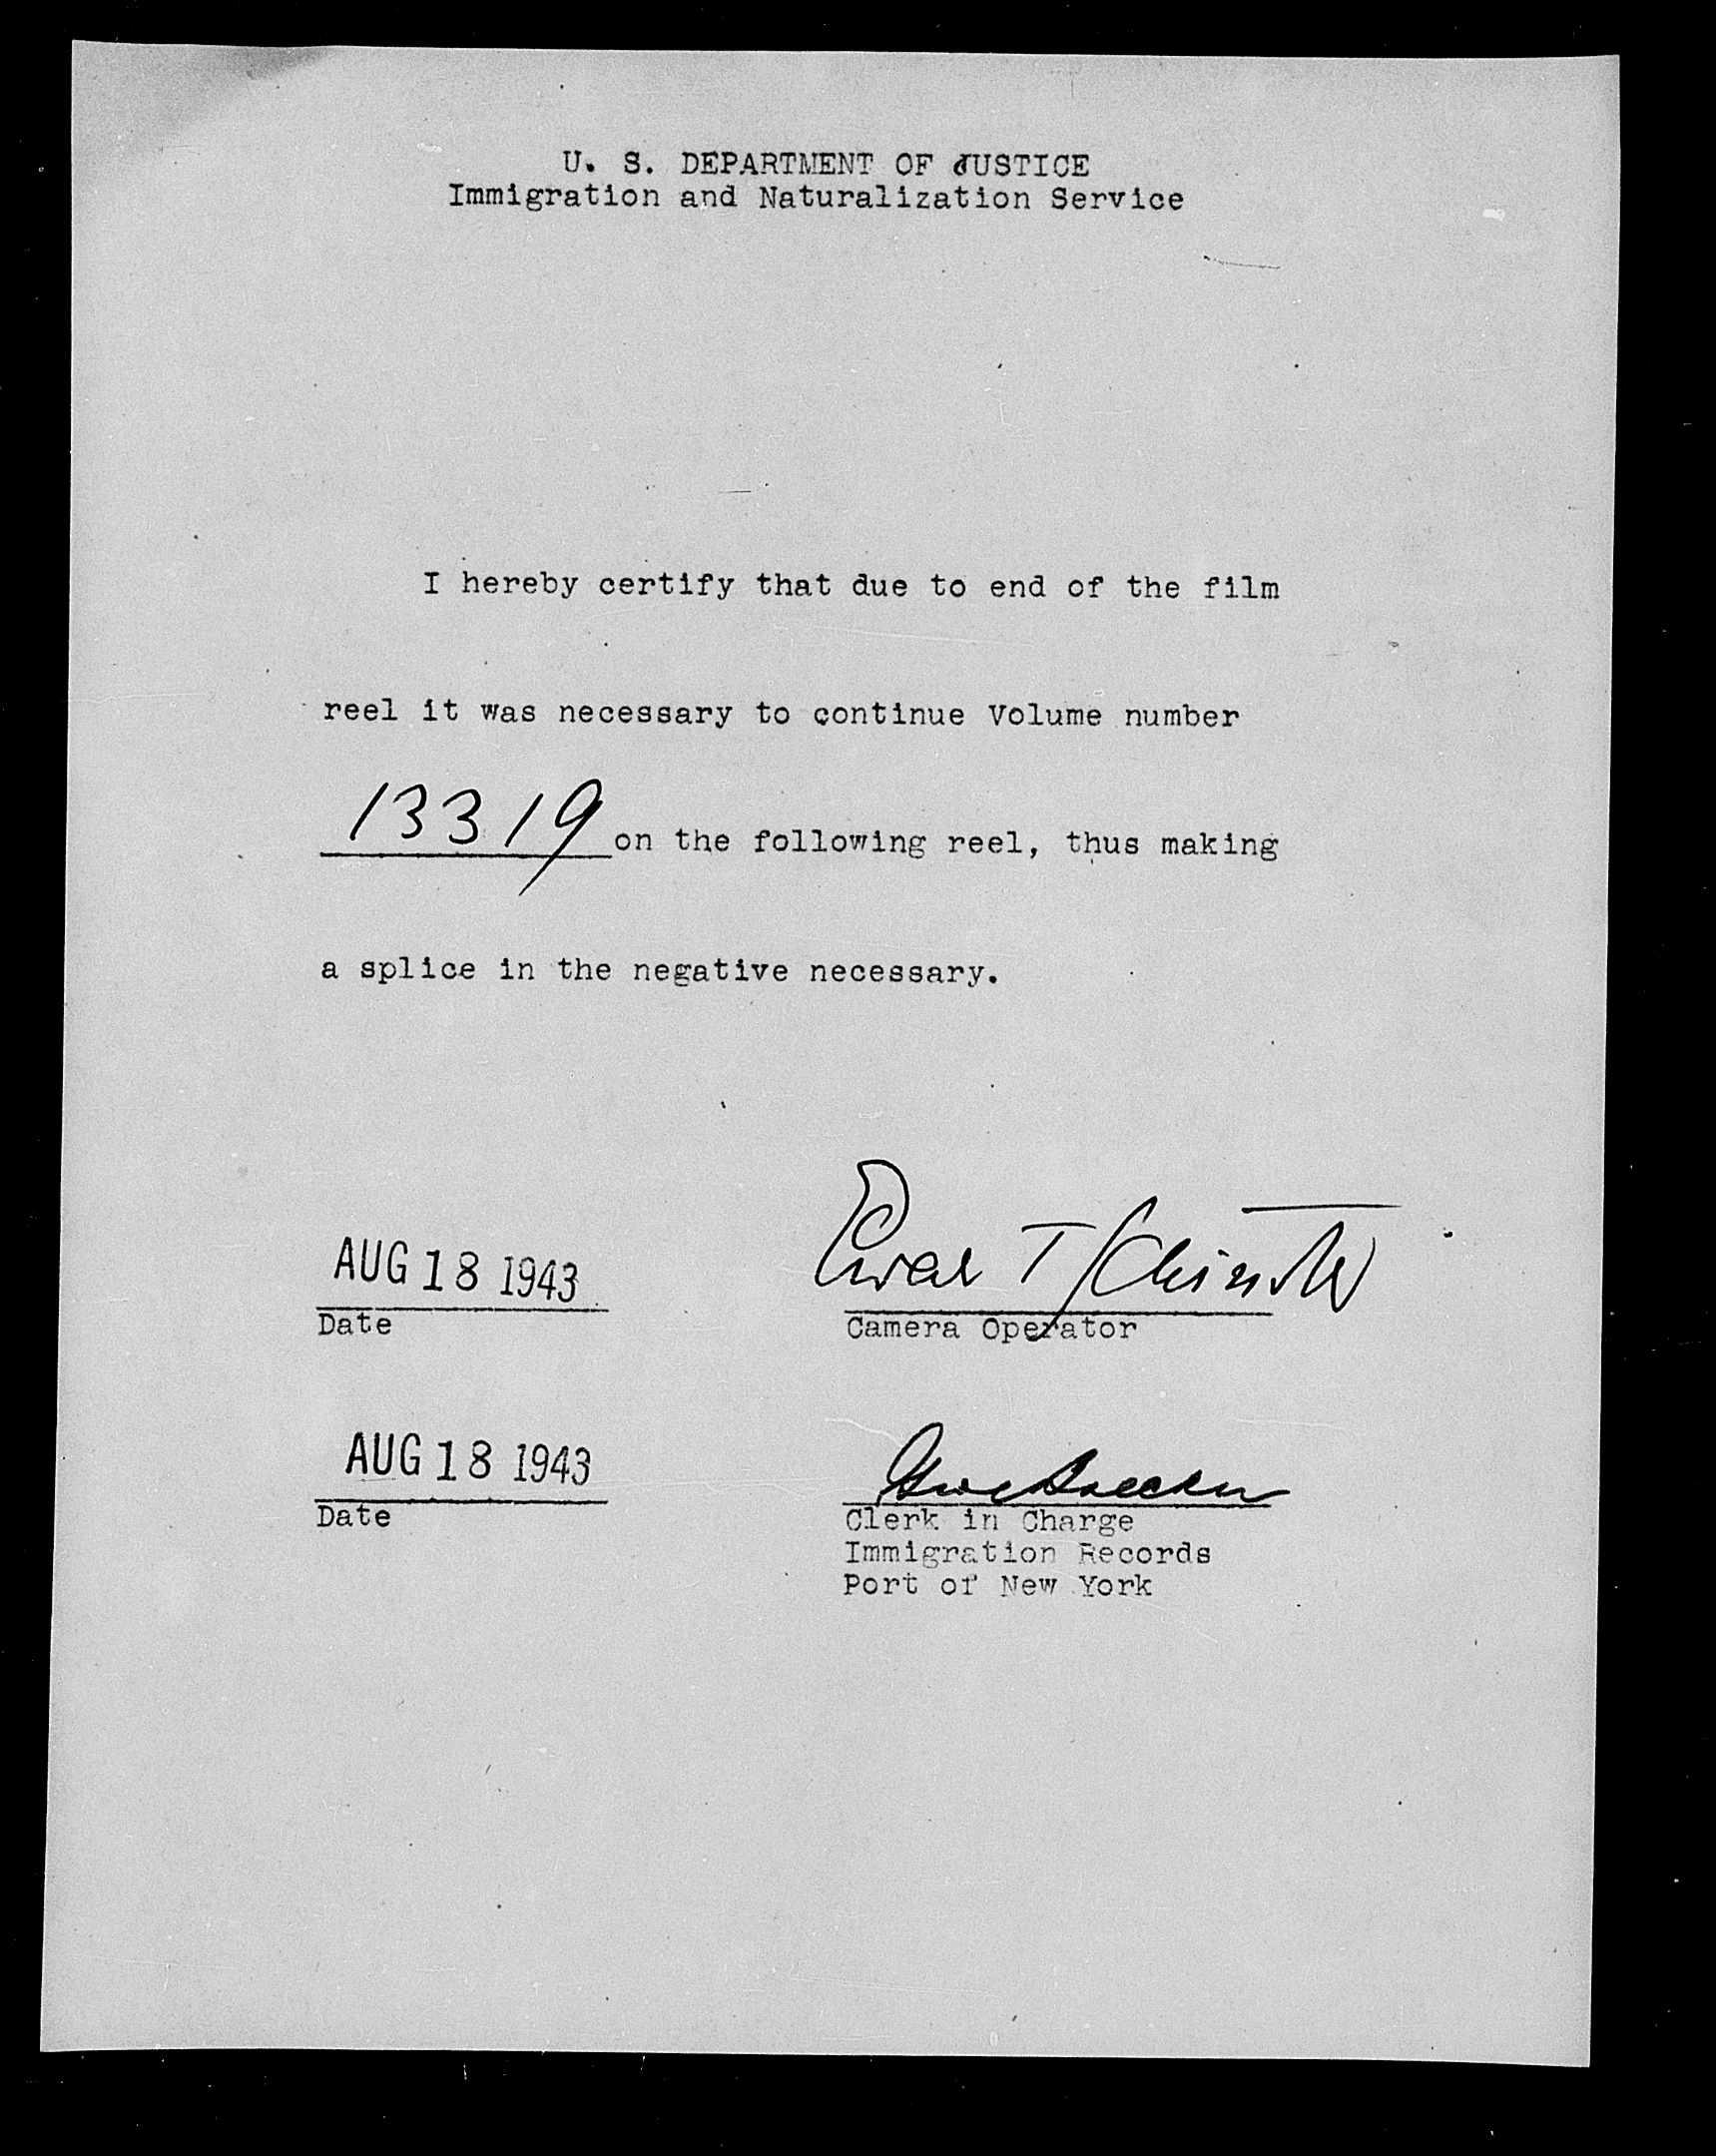 U. S. DEPARTMENT OF JUSTICE
Immigration and Naturalization Service
I hereby certify that due to end of the film
reel it was necessary to continue Volume number
13319 on the following reel, thus making
a splice in the negative necessary.
AUG 18 1943
Date
Camera Operator
AUG 18 1943
Date
Clerk in Charge
Immigration Records
Port of New York